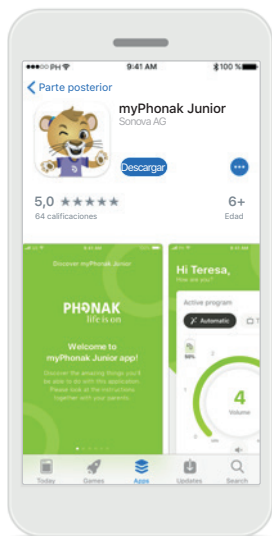 PH 9:41 AM 100 %
Parte posterior
myPhonak Junior
Sonova AG
Descargar
5,0
64 calificaciones
6+
Edad
Discover myPhonak Junior
PHONAK
life is on
Welcome to
myPhonak Junior app!
Discover the amazing things you'll
be able to do with this application.
Please look at the instructions
together with your parents.
Hi Teresa,
How are you?
Active program
Automatic
50%
4
Volume
Today Games Apps Updates Search